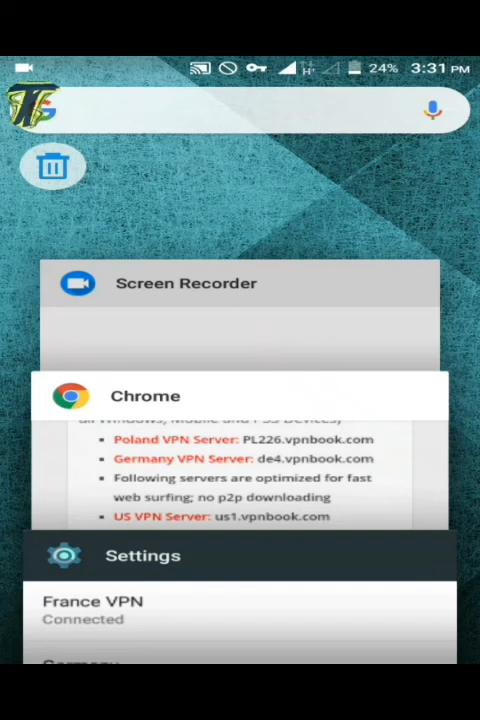 24% 3:31 PM
Screen Recorder
Chrome
Poland VPN Server: PL226.vpnbook.com
Germany VPN Server: de4.vpnbook.com
Following servers are optimized for fast
web surfing; no p2p downloading
US VPN Server: us1.vpnbook.com
Settings
France VPN
Connected